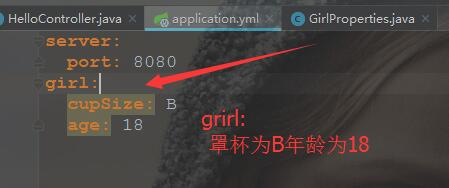 HelloController.java × application.yml × GirlProperties.java ×
server:
port: 8080
girl:
cupSize: B
age: 18
grirl:
罩杯为B年龄为18